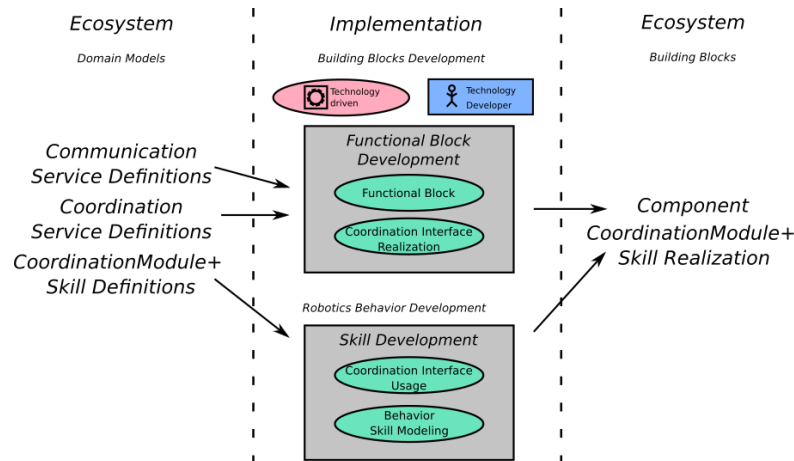 Ecosystem
Domain Models
Communication
Service Definitions
Coordination
Service Definitions
CoordinationModule+
Skill Definitions
Implementation
Building Blocks Development
Technology
driven
Technology
Developer
Functional Block
Development
Functional Block
Coordination Interface
Realization
Robotics Behavior Development
Skill Development
Coordination Interface
Usage
Behavior
Skill Modeling
Ecosystem
Building Blocks
Component
CoordinationModule+
Skill Realization